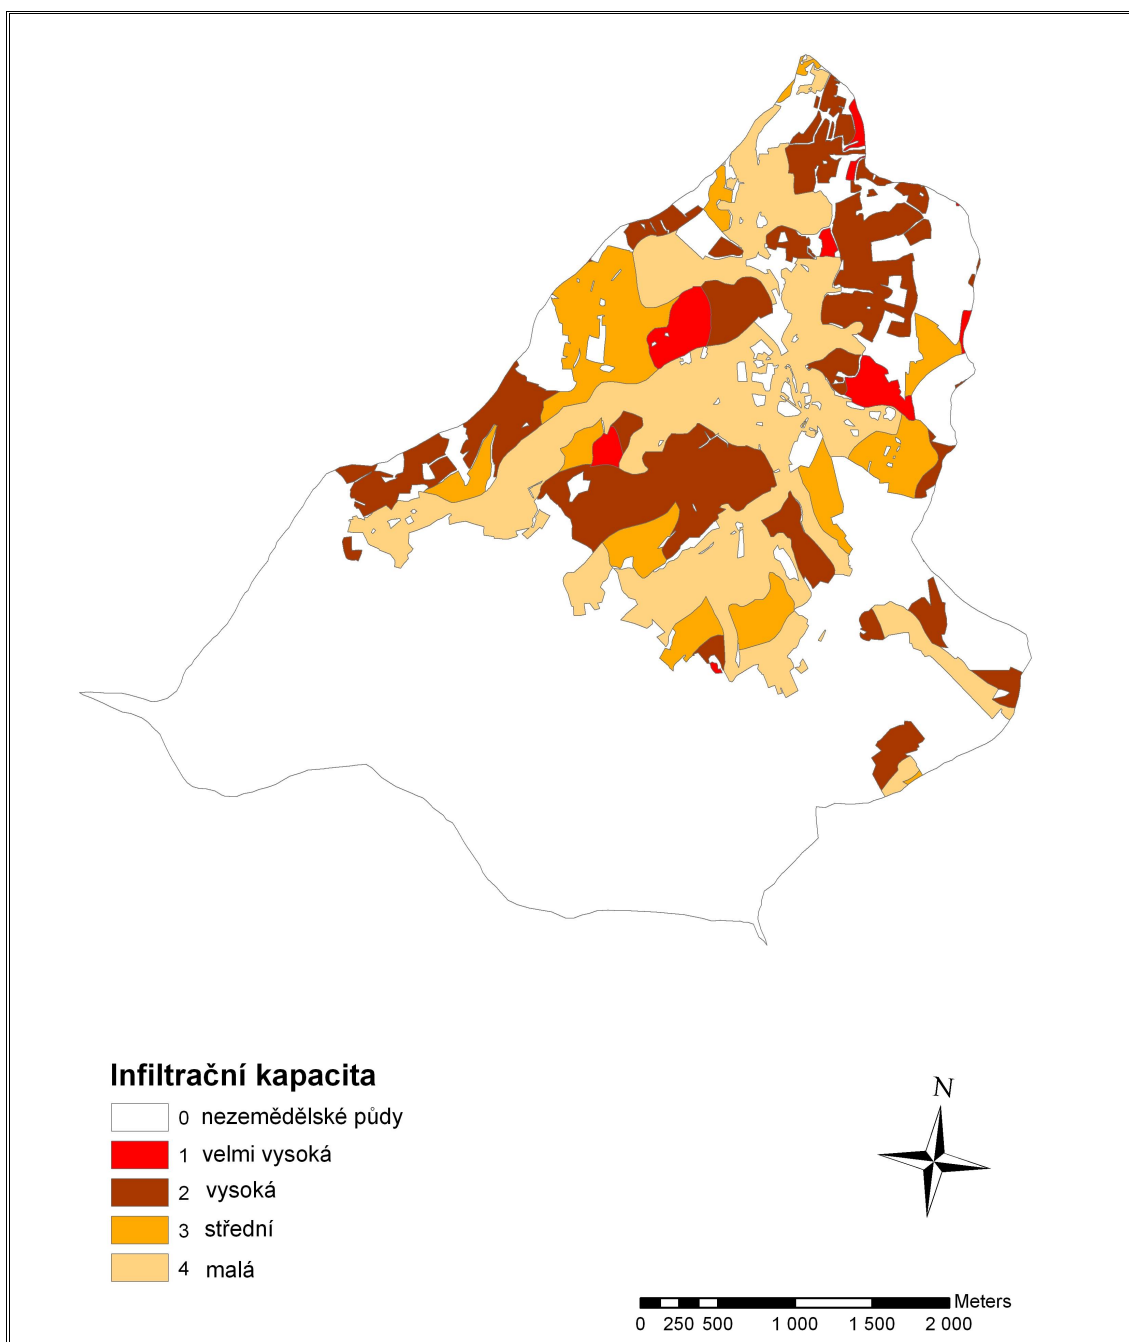 Infiltrační kapacita
0 nezemědělské půdy
1 velmi vysoká
2 vysoká
3 střední
4 malá
N
Meters
0 250 500 1 000 1 500 2 000